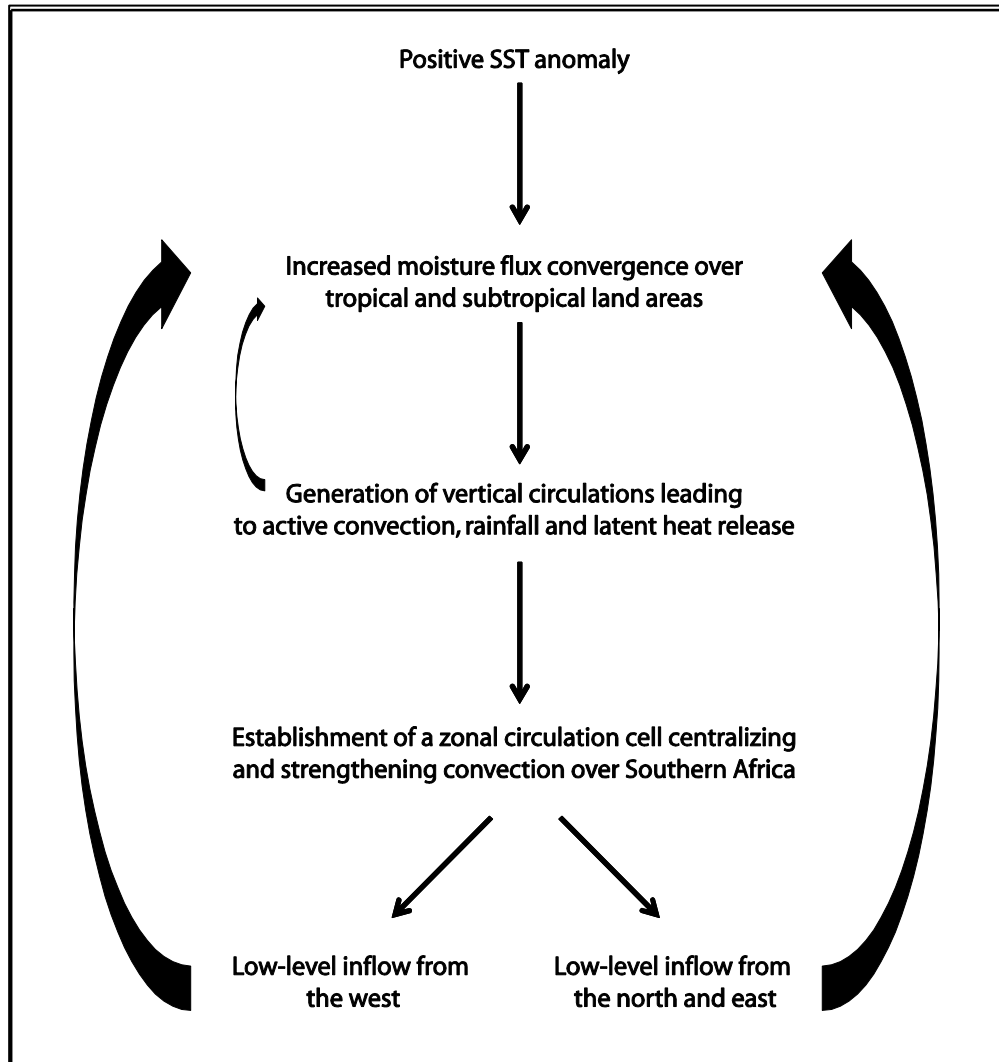 Positive SST anomaly
Increased moisture flux convergence over
tropical and subtropical land areas
Generation of vertical circulations leading
to active convection, rainfall and latent heat release
Establishment of a zonal circulation cell centralizing
and strengthening convection over Southern Africa
Low-level inflow from
the west
Low-level inflow from
the north and east